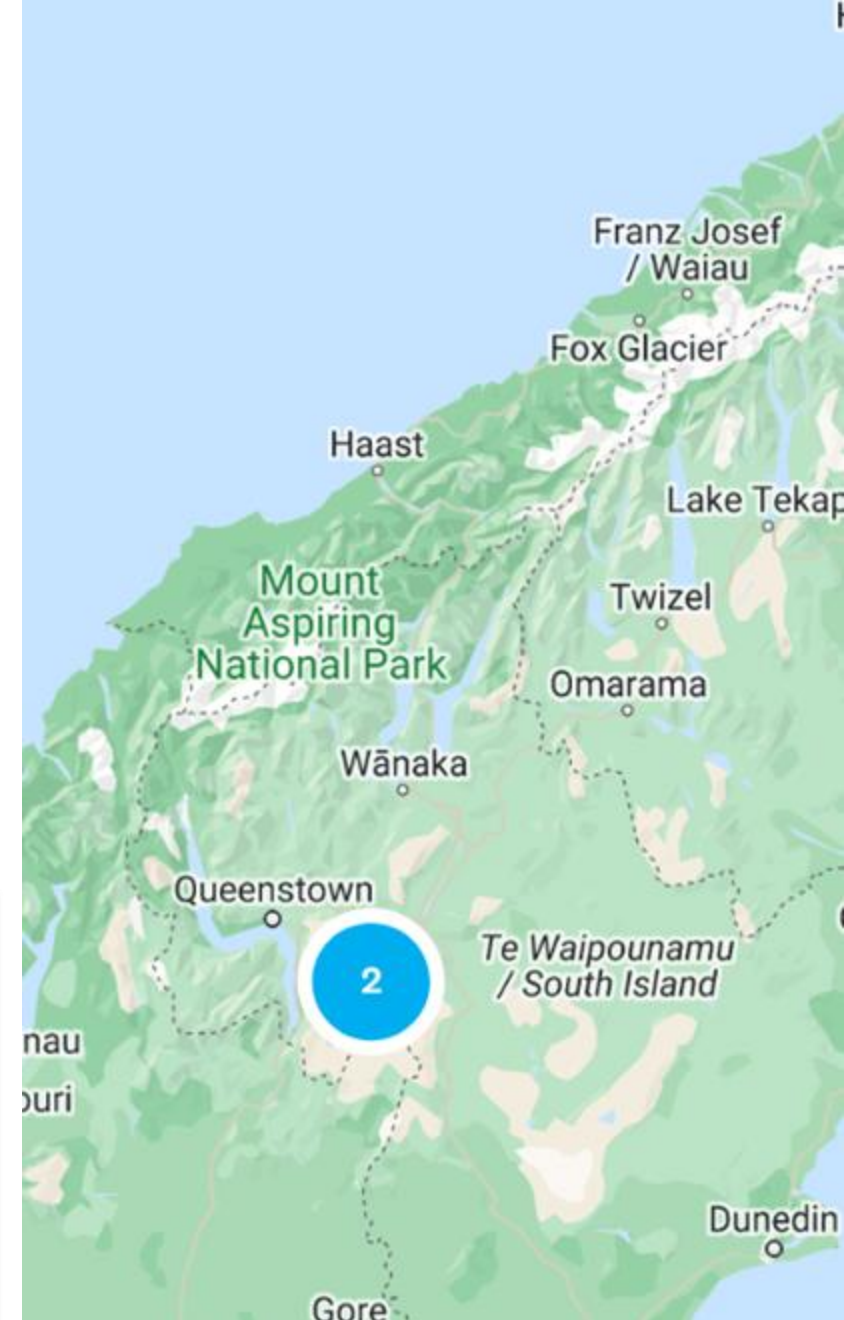 Franz Josef
/ Waiau
Fox Glacier
Haast
Lake Tekap
Mount
Aspiring
National Park
Twizel
Omarama
Wānaka
Queenstown
2
Te Waipounamu
/ South Island
nau
ouri
Dunedin
Gore